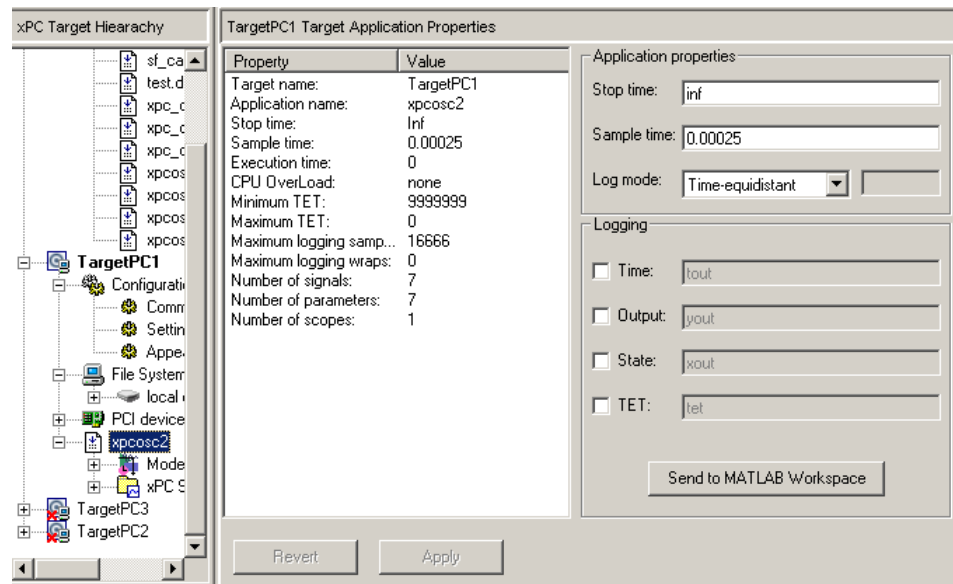 xPC Target Hiearachy
sf_ca
test.d
xpc_c
xpc_c
xpc_c
xpcos
xpcos
xpcos
xpcos
TargetPC1
Configurati
Comm
Settin
Appe
File System
local
PCI device
xpcosc2
Mode
xPC S
TargetPC3
TargetPC2
TargetPC1 Target Application Properties
Property Value
Target name: TargetPC1
Application name: xpcosc2
Stop time: Inf
Sample time: 0.00025
Execution time: 0
CPU OverLoad: none
Minimum TET: 9999999
Maximum TET: 0
Maximum logging samp... 16666
Maximum logging wraps: 0
Number of signals: 7
Number of parameters: 7
Number of scopes: 1
Revert Apply
Application properties
Stop time: inf
Sample time: 0.00025
Log mode: Time-equidistant
Logging
Time: tout
Output: yout
State: xout
TET: tet
Send to MATLAB Workspace